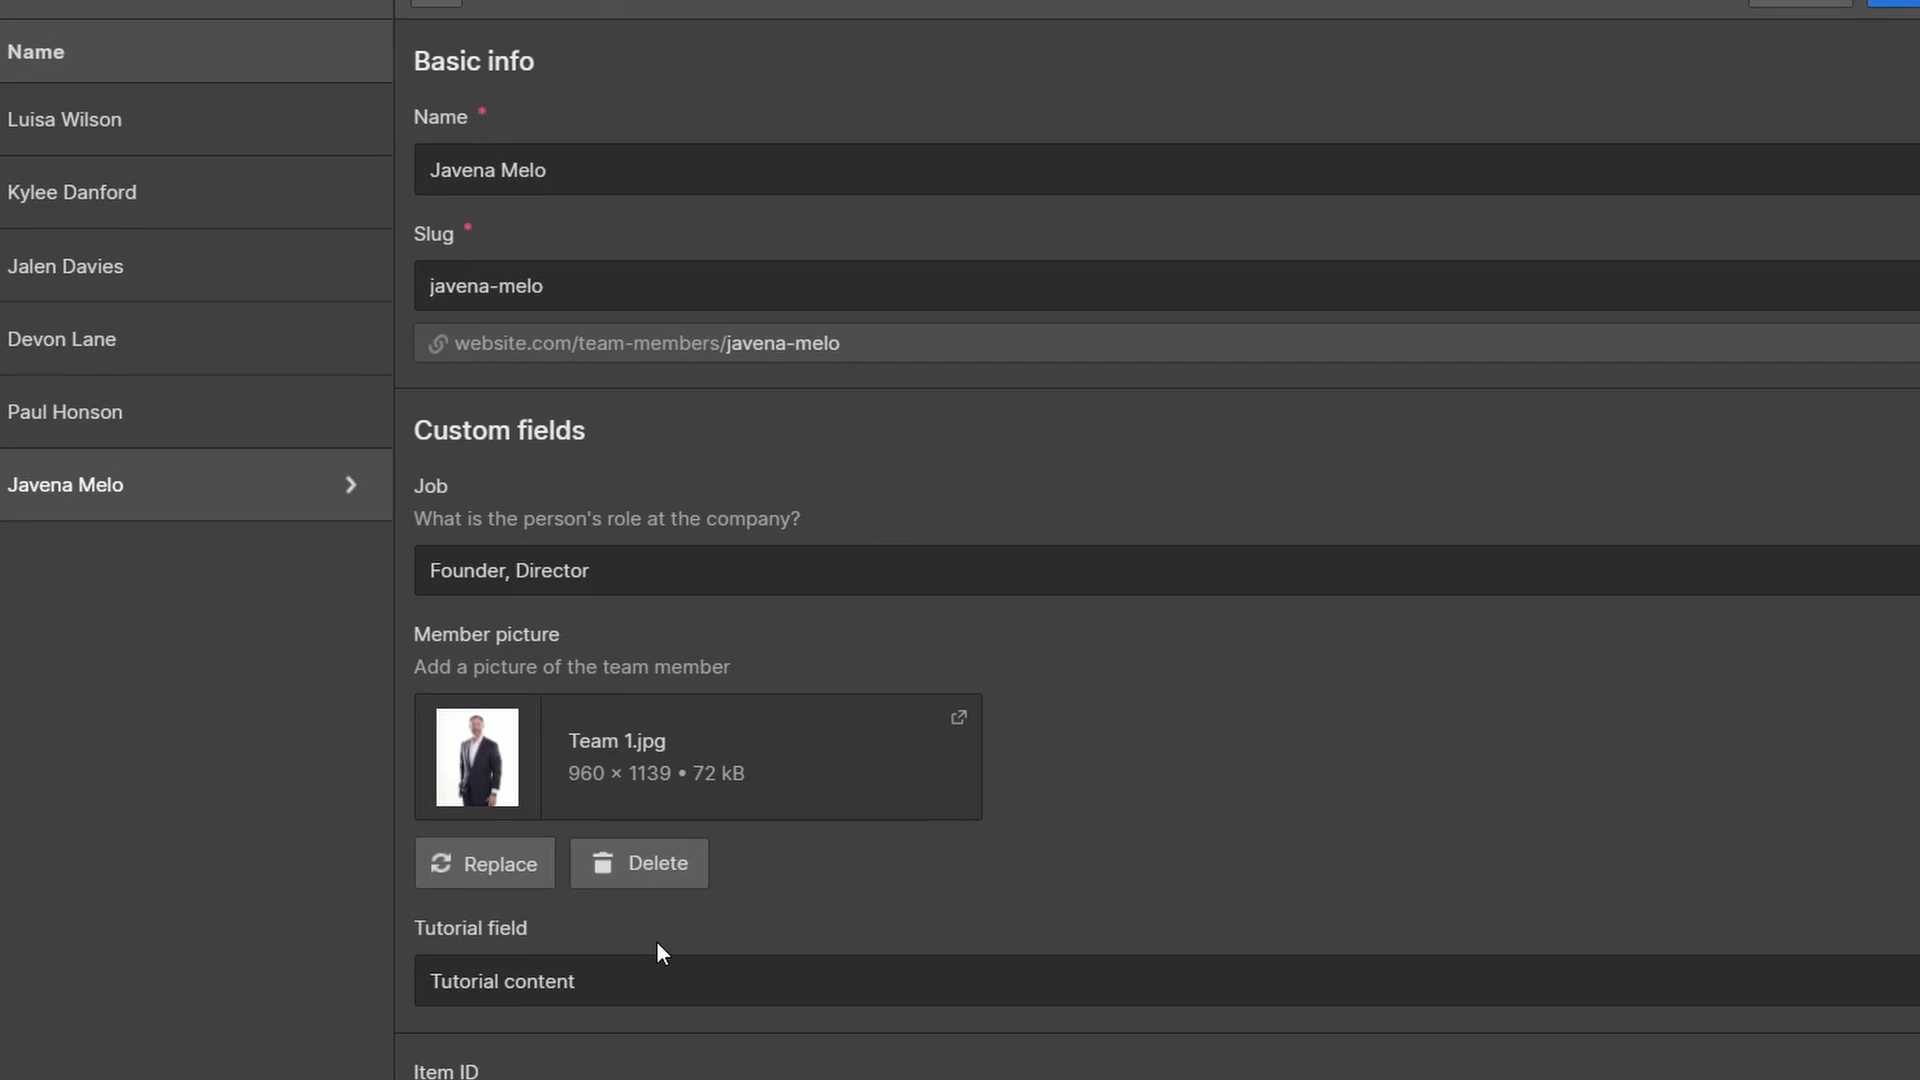 Name
Luisa Wilson
Kylee Danford
Jalen Davies
Devon Lane
Paul Honson
Javena Melo
Basic info
Name *
Javena Melo
Slug *
javena-melo
website.com/team-members/javena-melo
Custom fields
Job
What is the person's role at the company?
Founder, Director
Member picture
Add a picture of the team member
Team 1.jpg
960 × 1139 • 72 kB
Replace Delete
Tutorial field
Tutorial content
Item ID